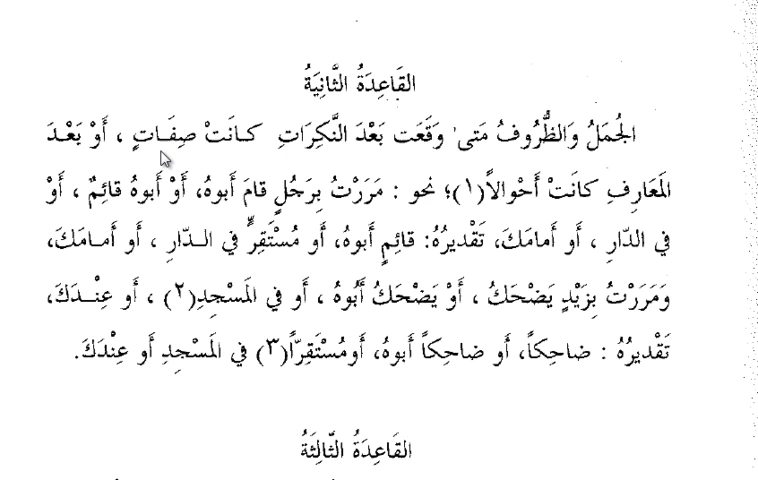 القَاعِدَةُ الثَّانِيَةُ
الجُمَلُ وَالظُّرُوفُ مَتى وَقَعَت بَعْدَ النَّكِرَاتِ كـانَتْ صِفَـاتٍ ، أَوْ بَعْـدَ
المَعَارِفِ كانَتْ أَحْوالاً(١)؛ نحو : مَرَرْتُ بِرَجُلٍ قامَ أَبوهُ، أَوْ أَبوهُ قائِمٌ ، أَوْ
في الدّارِ ، أَو أَمامَكَ، تَقْديرُهُ: قائِمٍ أَبوهُ، أَو مُسْتَقِرٍّ في الـدّارِ ، أَو أَمـامَكَ،
وَمَرَرْتُ بِزَيْدٍ يَضْحَكُ ، أَوْ يَضْحَكُ أَبُوهُ ، أَو في المَسْجدِ(٢) ، أَو عِنْـدَكَ،
تَقْديرُهُ : ضاحِكاً، أَو ضاحِكاً أَبوهُ، أَومُسْتَقِرّاً(٣) في المَسْجِدِ أَو عِنْدَكَ.
القَاعِدَةُ الثَّالِثَةُ